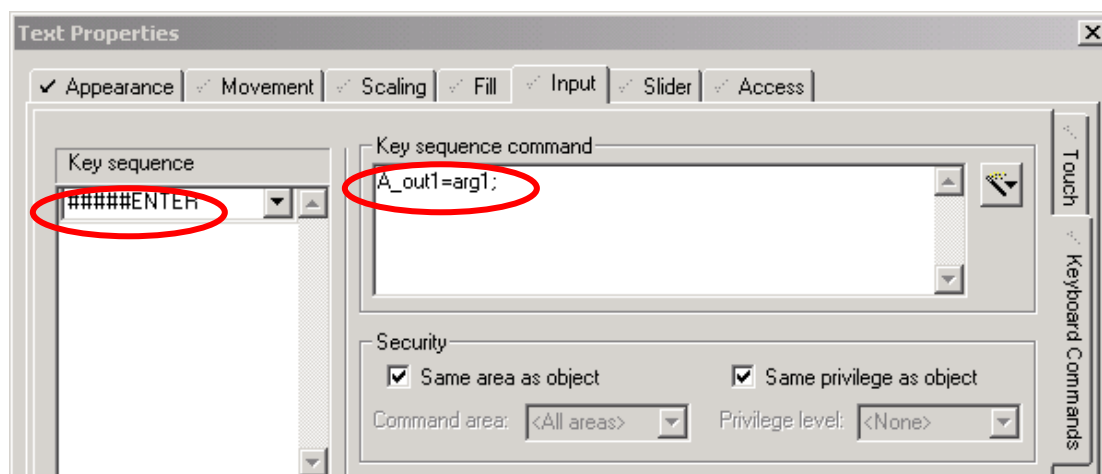 Text Properties
Appearance Movement Scaling Fill Input Slider Access
Key sequence
#####ENTER
Key sequence command
A_out1=arg1;
Security
Same area as object Same privilege as object
Command area: <All areas> Privilege level: <None>
Touch
Keyboard Commands